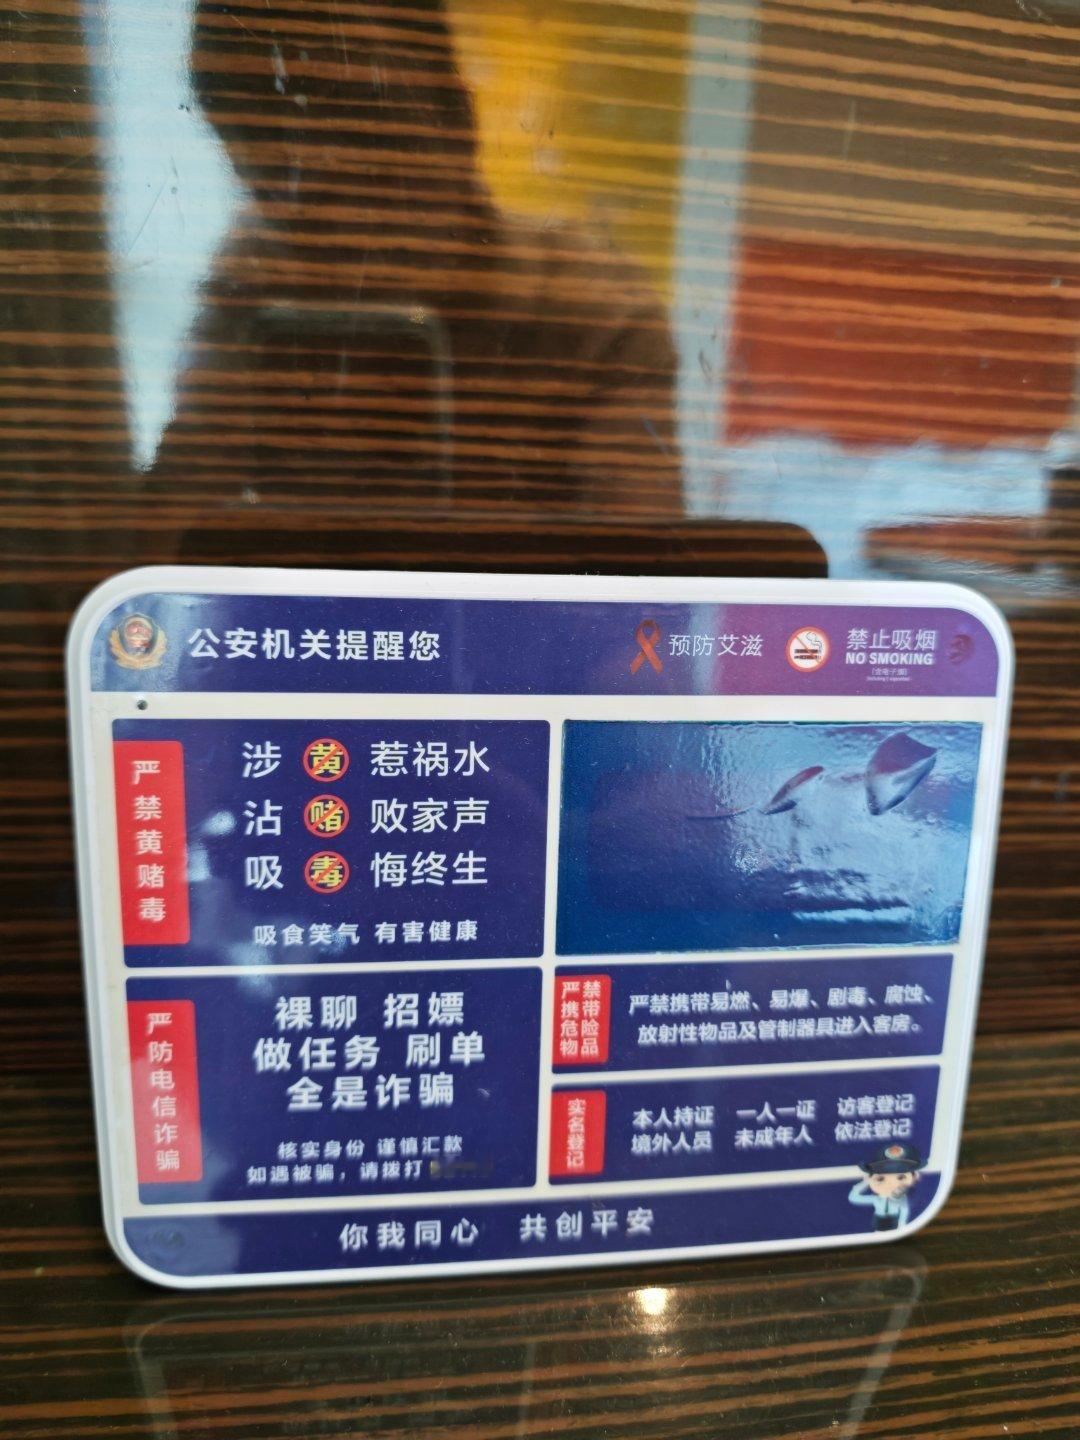 公安机关提醒您
预防艾滋
禁止吸烟
NO SMOKING
严禁黄赌毒
涉 黄 惹祸水
沾 赌 败家声
吸 毒 悔终生
吸食笑气 有害健康
严防电信诈骗
裸聊 招嫖
做任务 刷单
全是诈骗
核实身份 谨慎汇款
如遇被骗，请拨打
严禁携带危险物品
严禁携带易燃、易爆、剧毒、腐蚀、
放射性物品及管制器具进入客房。
实名登记
本人持证 一人一证 访客登记
境外人员 未成年人 依法登记
你我同心 共创平安